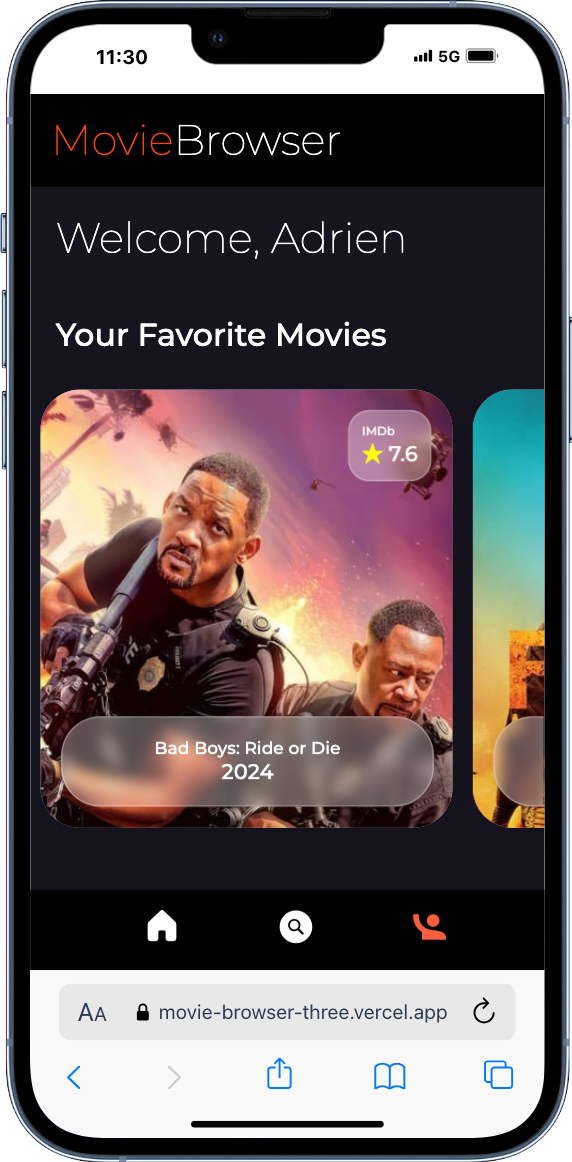 11:30
5G
MovieBrowser
Welcome, Adrien
Your Favorite Movies
IMDb
7.6
Bad Boys: Ride or Die
2024
F
AA
movie-browser-three.vercel.app